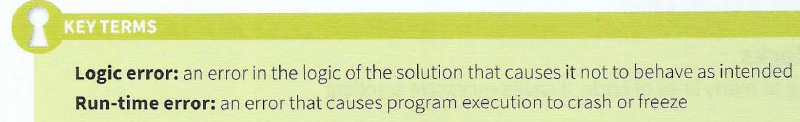 KEY TERMS
Logic error: an error in the logic of the solution that causes it not to behave as intended
Run-time error: an error that causes program execution to crash or freeze